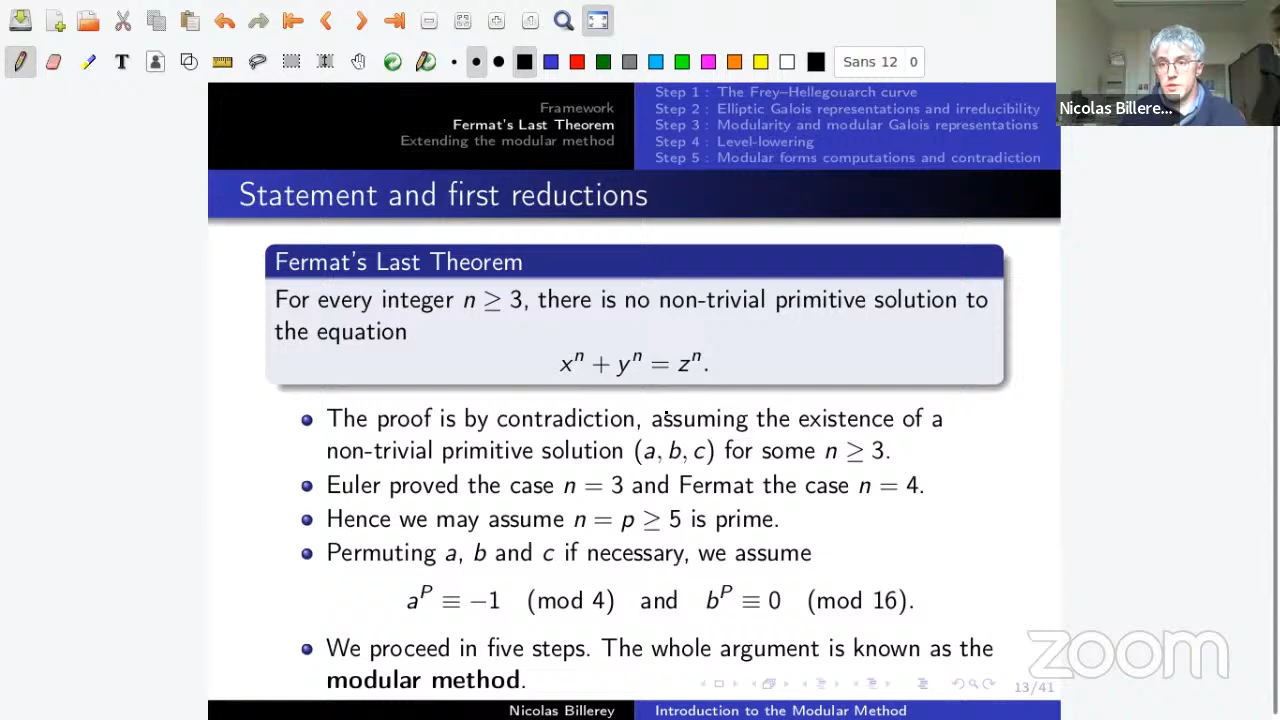 Sans 12 0
Nicolas Billere...
Framework
Fermat's Last Theorem
Extending the modular method
Step 1 : The Frey–Hellegouarch curve
Step 2 : Elliptic Galois representations and irreducibility
Step 3 : Modularity and modular Galois representations
Step 4 : Level-lowering
Step 5 : Modular forms computations and contradiction
Statement and first reductions
Fermat's Last Theorem
For every integer n ≥ 3, there is no non-trivial primitive solution to
the equation
xⁿ + yⁿ = zⁿ.
The proof is by contradiction, assuming the existence of a
non-trivial primitive solution (a, b, c) for some n ≥ 3.
Euler proved the case n = 3 and Fermat the case n = 4.
Hence we may assume n = p ≥ 5 is prime.
Permuting a, b and c if necessary, we assume
aᵖ ≡ −1 (mod 4) and bᵖ ≡ 0 (mod 16).
We proceed in five steps. The whole argument is known as the
modular method.
zoom
13/41
Nicolas Billerey
Introduction to the Modular Method